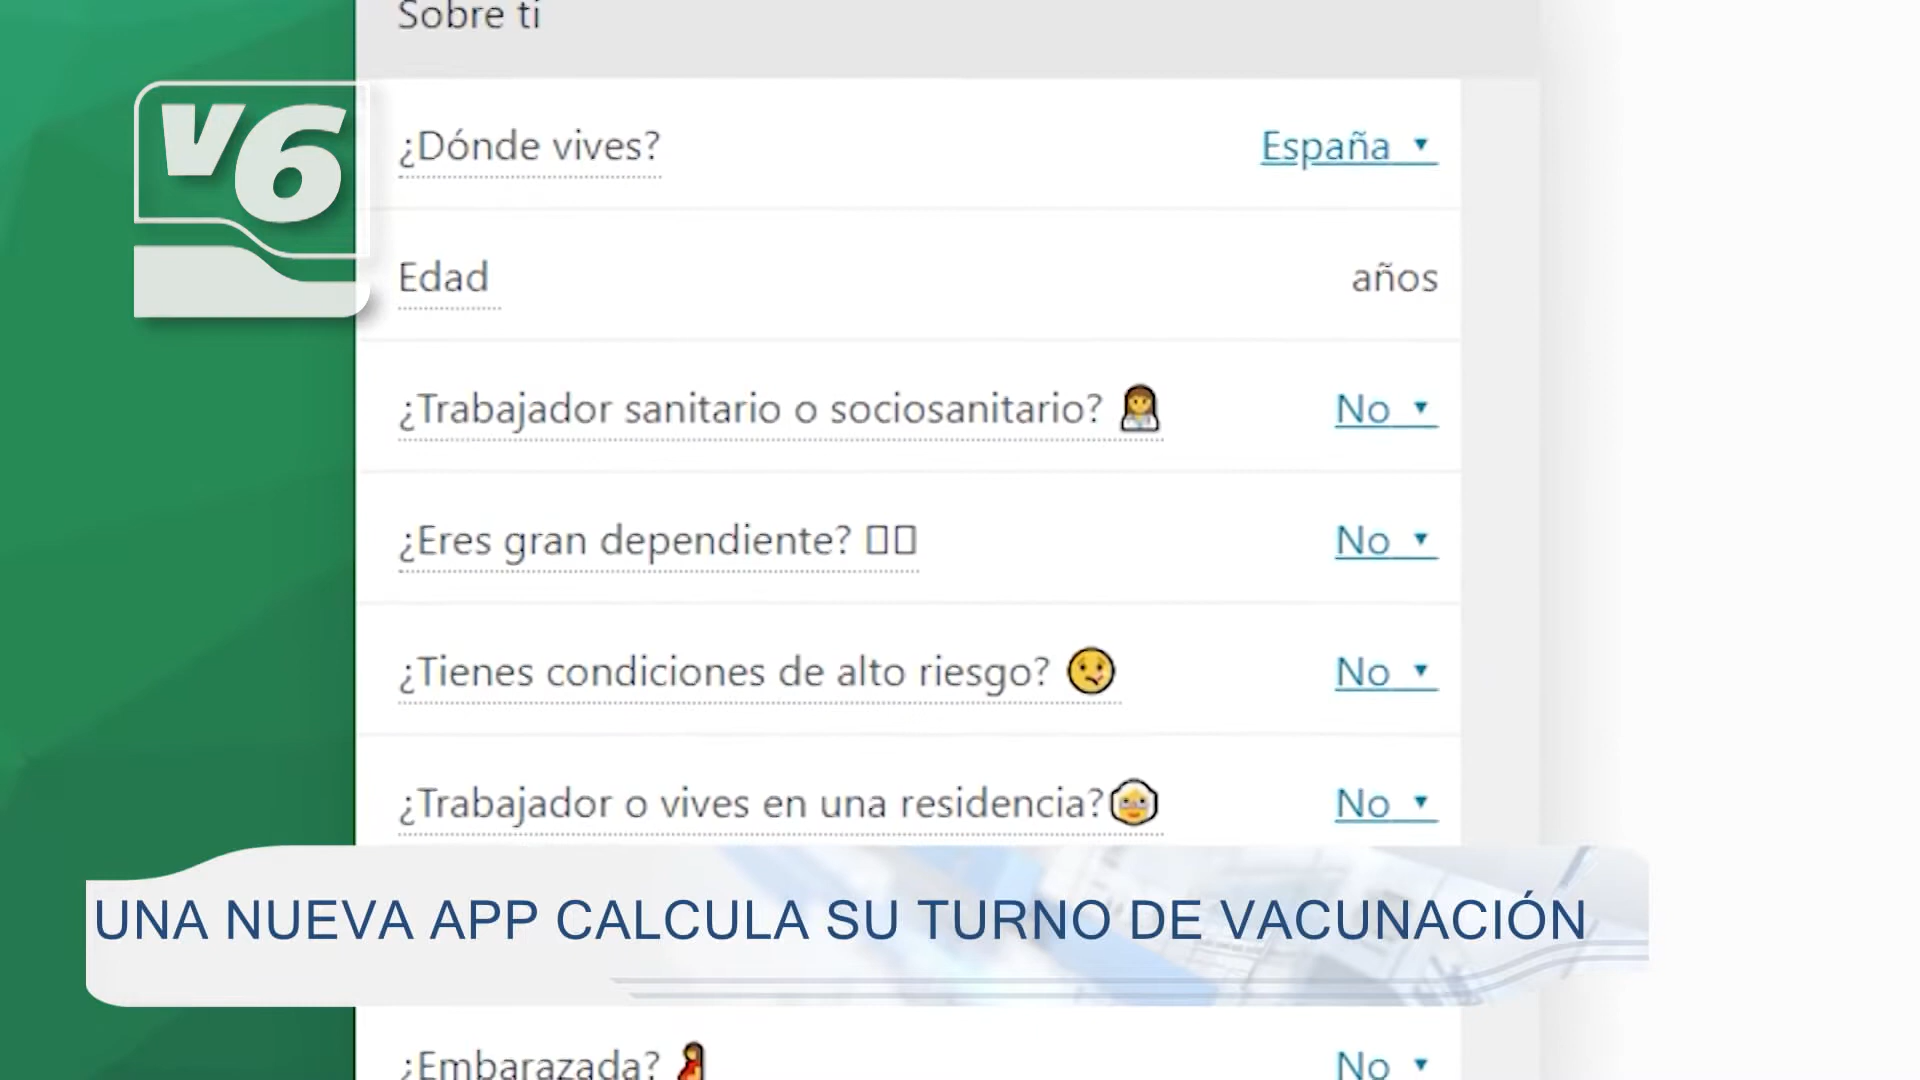 Sobre ti
V6
¿Dónde vives? España
Edad años
¿Trabajador sanitario o sociosanitario? No
¿Eres gran dependiente? No
¿Tienes condiciones de alto riesgo? No
¿Trabajador o vives en una residencia? No
UNA NUEVA APP CALCULA SU TURNO DE VACUNACIÓN
¿Embarazada? No